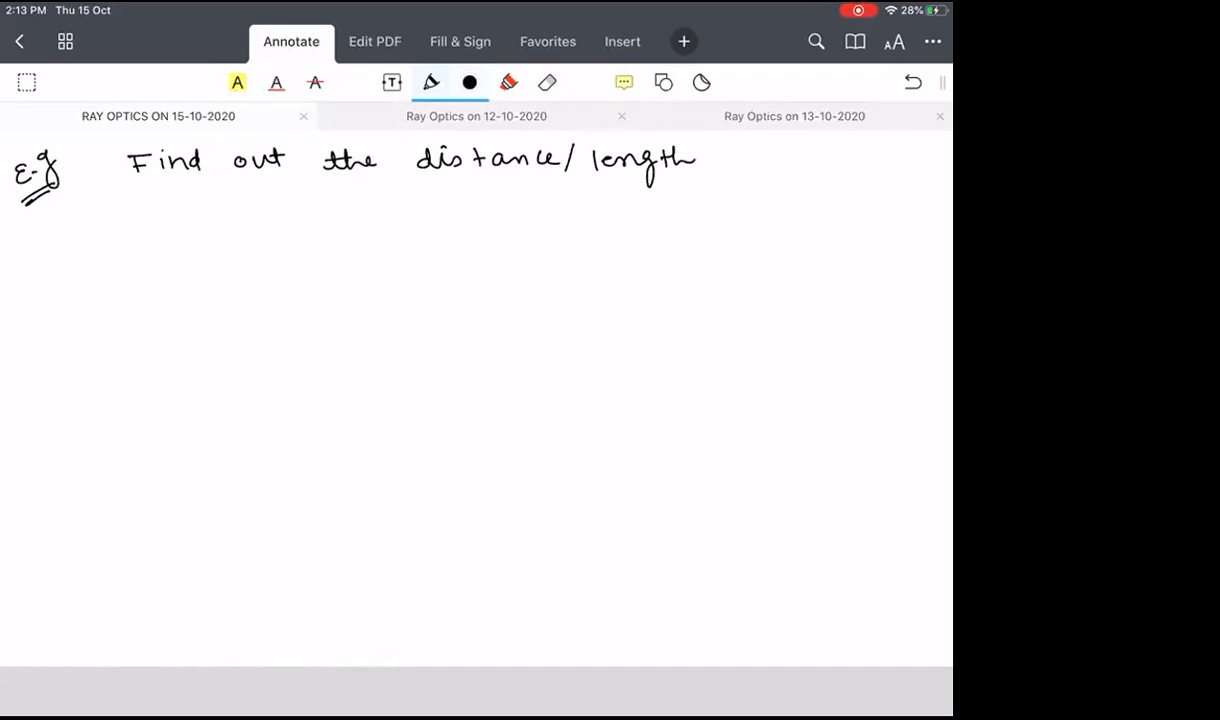 2:13 PM Thu 15 Oct 28%
Annotate Edit PDF Fill & Sign Favorites Insert
RAY OPTICS ON 15-10-2020 Ray Optics on 12-10-2020 Ray Optics on 13-10-2020
E.g Find out the distance/ length